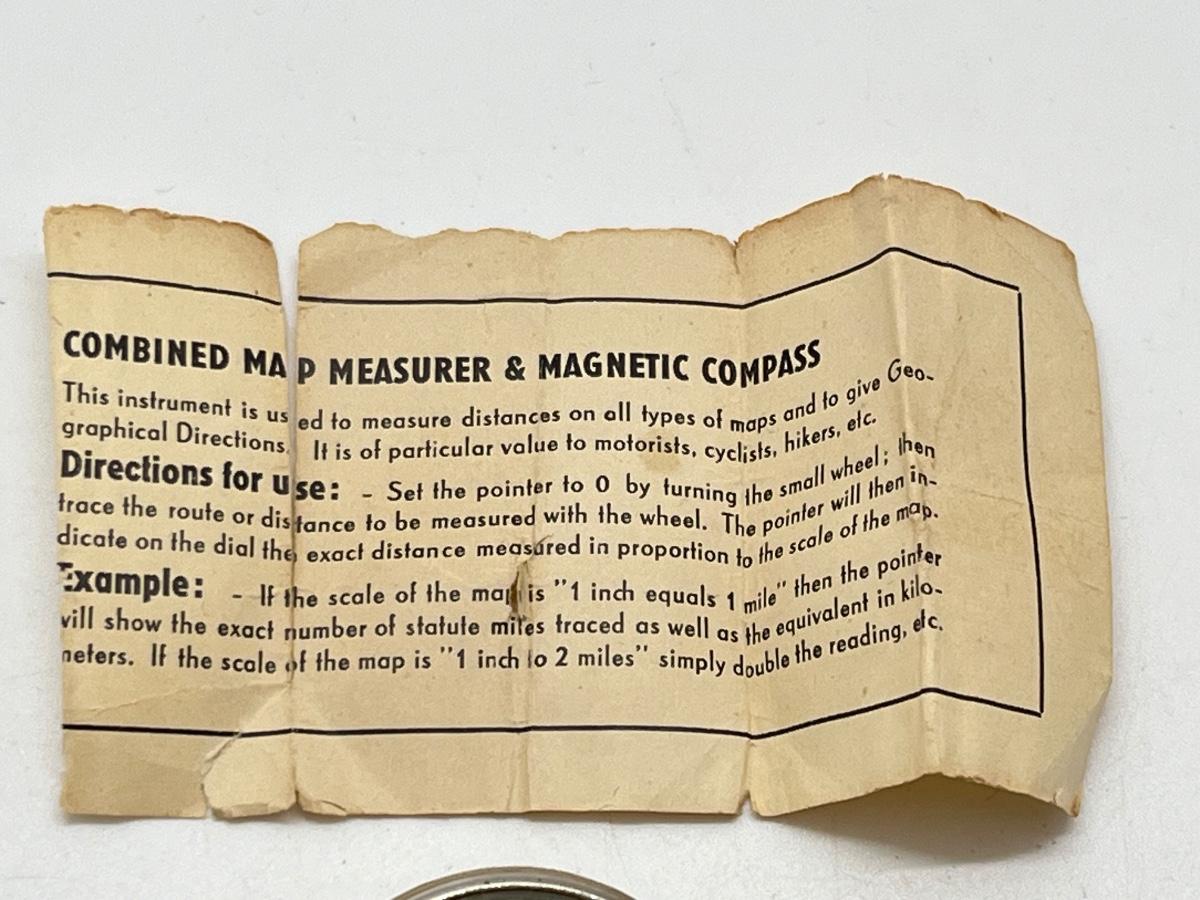 COMBINED MAP MEASURER & MAGNETIC COMPASS
This instrument is used to measure distances on all types of maps and to give Geo-
graphical Directions. It is of particular value to motorists, cyclists, hikers, etc.
Directions for use: - Set the pointer to 0 by turning the small wheel; then
trace the route or distance to be measured with the wheel. The pointer will then in-
dicate on the dial the exact distance measured in proportion to the scale of the map.
Example: - If the scale of the map is "1 inch equals 1 mile" then the pointer
will show the exact number of statute miles traced as well as the equivalent in kilo-
meters. If the scale of the map is "1 inch to 2 miles" simply double the reading, etc.